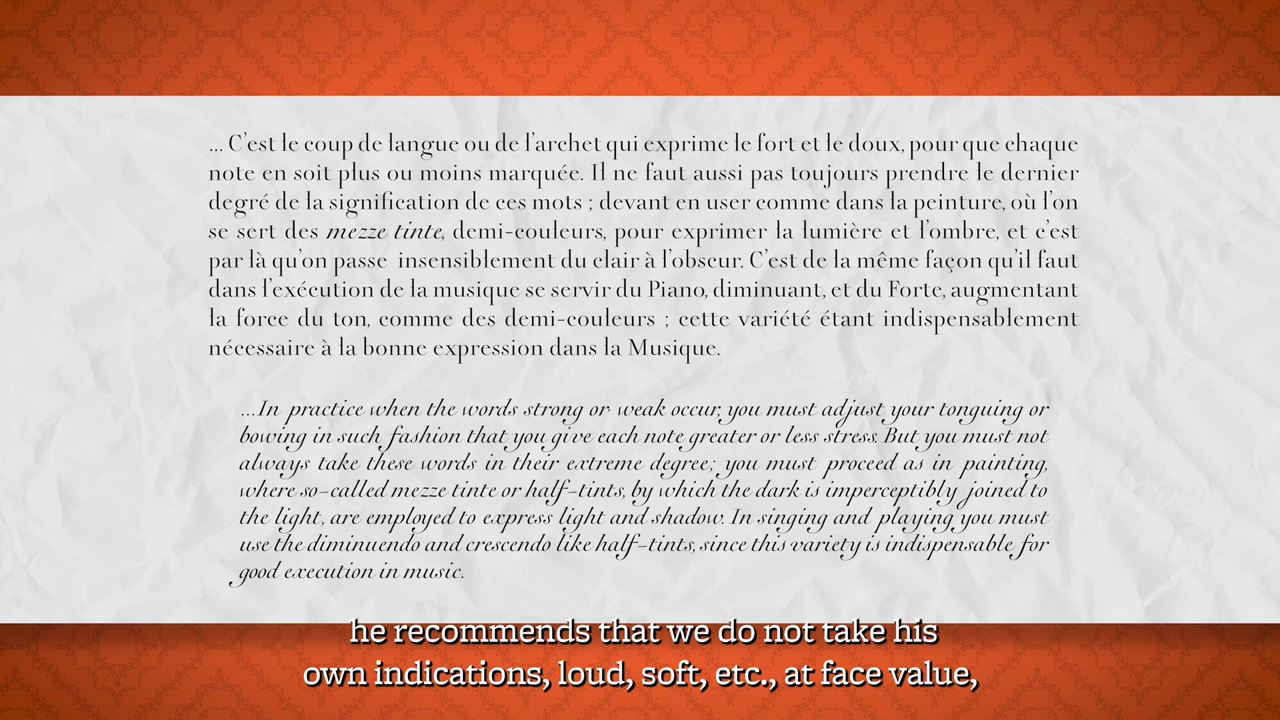 ... C'est le coup de langue ou de l'archet qui exprime le fort et le doux, pour que chaque
note en soit plus ou moins marquée. Il ne faut aussi pas toujours prendre le dernier
degré de la signification de ces mots ; devant en user comme dans la peinture, où l'on
se sert des mezze tinte, demi-couleurs, pour exprimer la lumière et l'ombre, et c'est
par là qu'on passe insensiblement du clair à l'obscur. C'est de la même façon qu'il faut
dans l'exécution de la musique se servir du Piano, diminuant, et du Forte, augmentant
la force du ton, comme des demi-couleurs ; cette variété étant indispensablement
nécessaire à la bonne expression dans la Musique.
...In practice when the words strong or weak occur, you must adjust your tonguing or
bowing in such fashion that you give each note greater or less stress. But you must not
always take these words in their extreme degree; you must proceed as in painting,
where so-called mezze tinte or half-tints, by which the dark is imperceptibly joined to
the light, are employed to express light and shadow. In singing and playing you must
use the diminuendo and crescendo like half-tints, since this variety is indispensable for
good execution in music.
he recommends that we do not take his
own indications, loud, soft, etc., at face value,